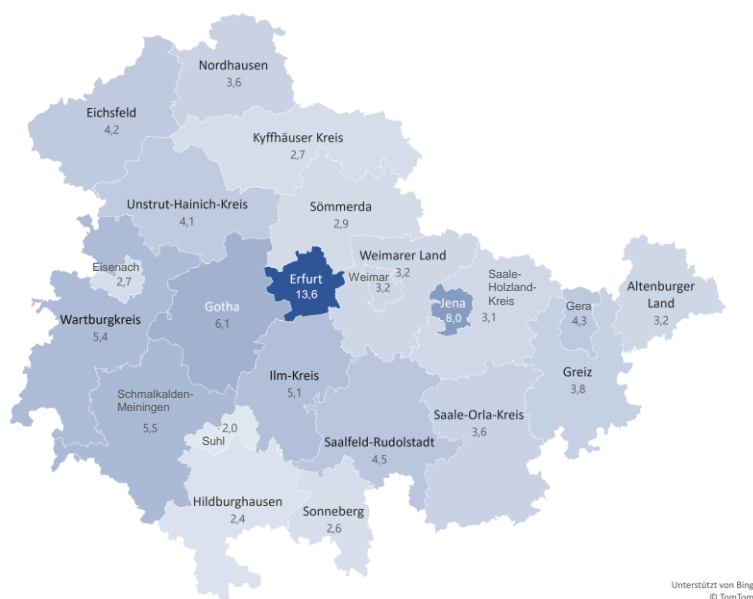 Nordhausen
3,6
Eichsfeld
4,2
Kyffhäuser Kreis
2,7
Unstrut-Hainich-Kreis
4,1
Sömmerda
2,9
Eisenach
2,7
Wartburgkreis
5,4
Gotha
6,1
Erfurt
13,6
Weimarer Land
3,2
Weimar
3,2
Jena
8,0
Saale-
Holzland-
Kreis
3,1
Gera
4,3
Altenburger
Land
3,2
Greiz
3,8
Schmalkalden-
Meiningen
5,5
Ilm-Kreis
5,1
Suhl
2,0
Saalfeld-Rudolstadt
4,5
Saale-Orla-Kreis
3,6
Hildburghausen
2,4
Sonneberg
2,6
Unterstützt von Bing
© TomTom